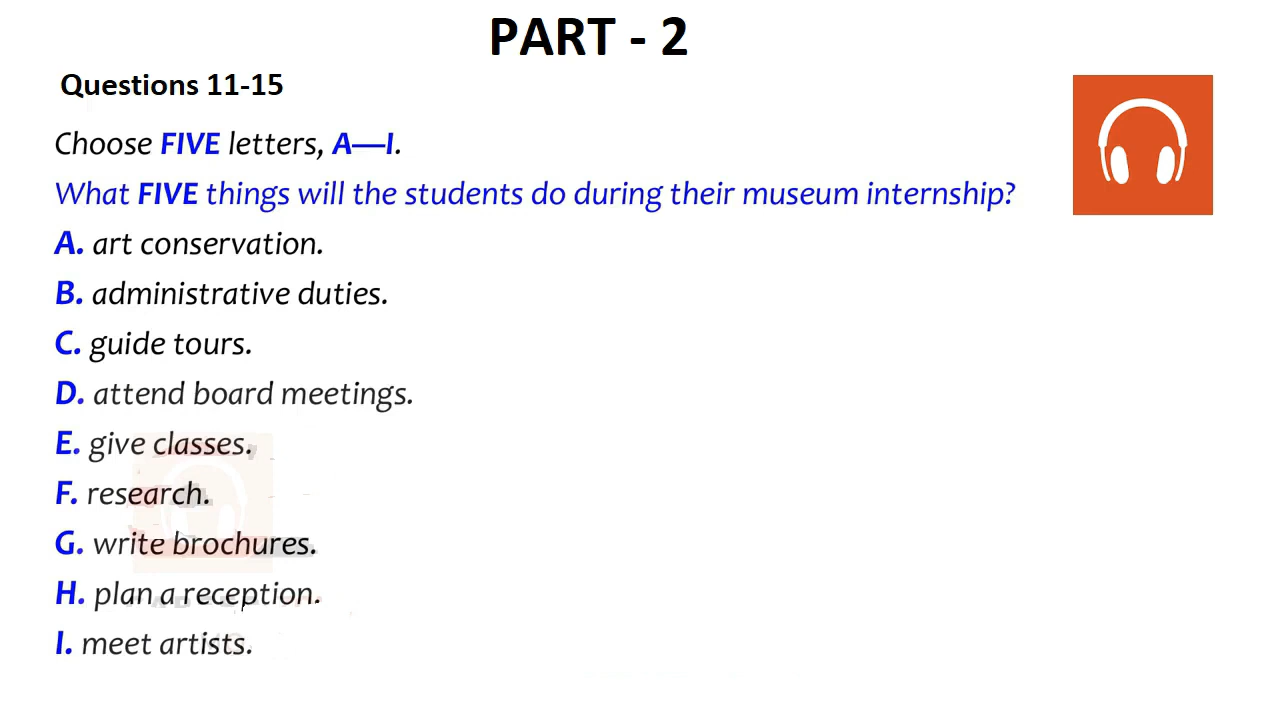 PART - 2
Questions 11-15
Choose FIVE letters, A—I.
What FIVE things will the students do during their museum internship?
A. art conservation.
B. administrative duties.
C. guide tours.
D. attend board meetings.
E. give classes.
F. research.
G. write brochures.
H. plan a reception.
I. meet artists.